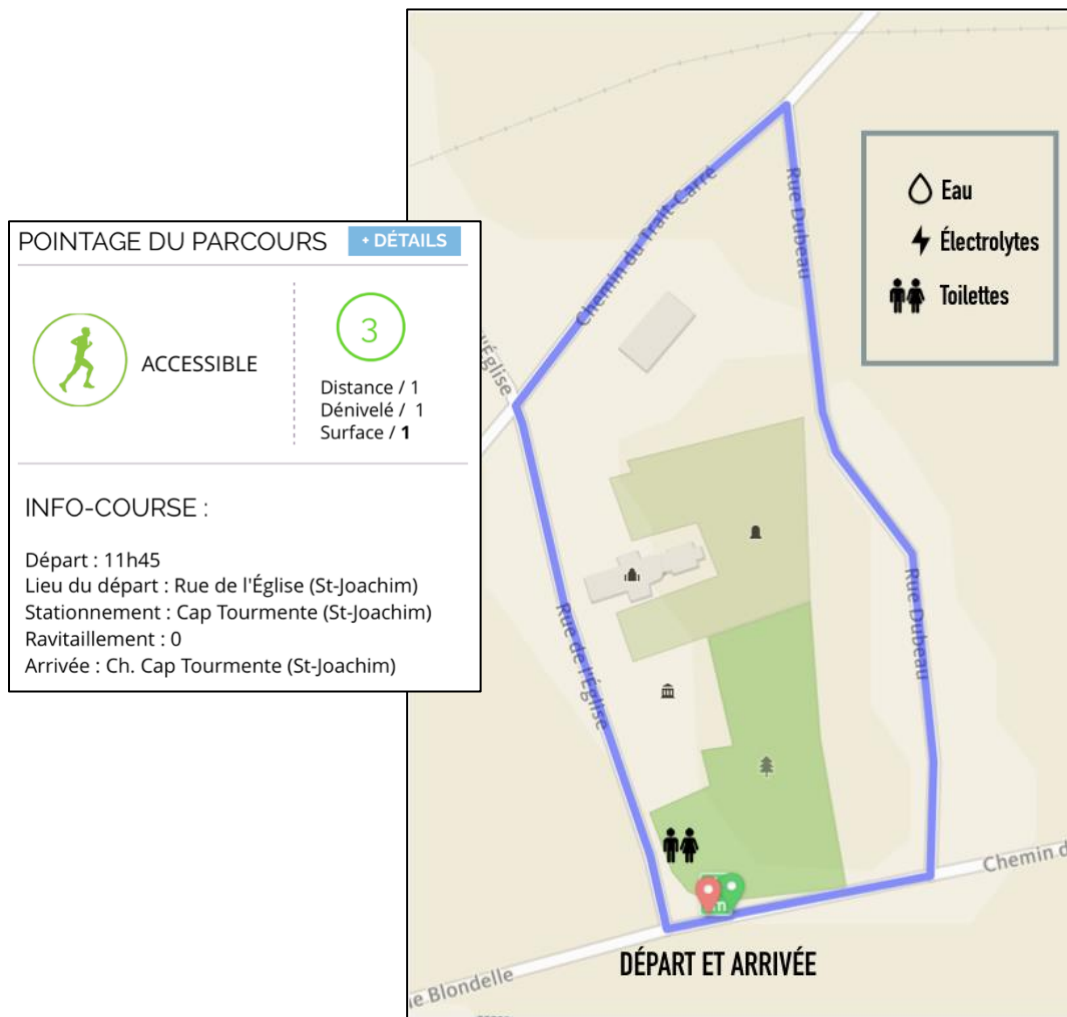 POINTAGE DU PARCOURS
+ DÉTAILS
ACCESSIBLE
3
Distance / 1
Dénivelé / 1
Surface / 1
INFO-COURSE :
Départ : 11h45
Lieu du départ : Rue de l'Église (St-Joachim)
Stationnement : Cap Tourmente (St-Joachim)
Ravitaillement : 0
Arrivée : Ch. Cap Tourmente (St-Joachim)
Eau
Électrolytes
Toilettes
Chemin du Trait-Carré
Rue Dubeau
l'Église
Rue de l'Église
Rue Dubeau
Chemin d
DÉPART ET ARRIVÉE
Blondelle